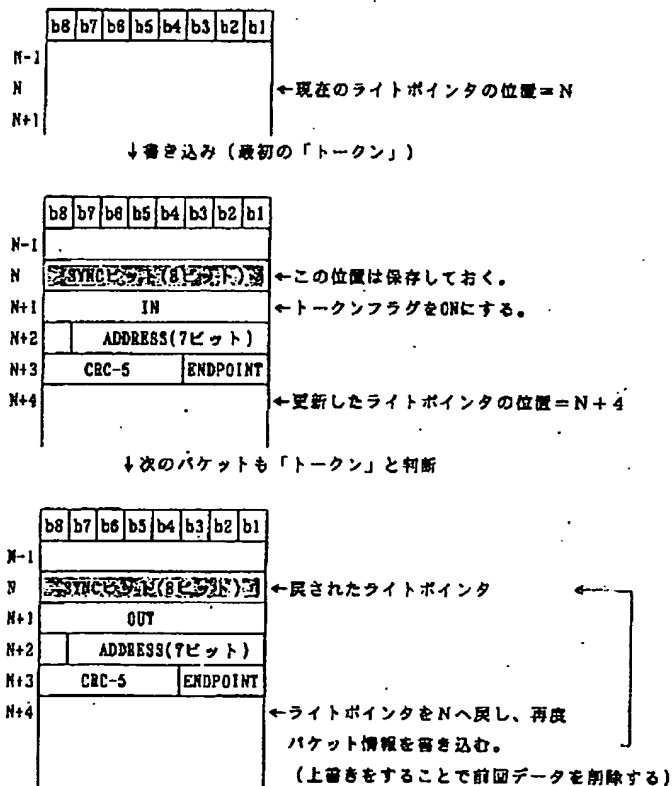 b8 b7 b6 b5 b4 b3 b2 b1
N-1
N ←現在のライトポインタの位置=N
N+1
↓書き込み(最初の「トークン」)
b8 b7 b6 b5 b4 b3 b2 b1
N-1
N SYNCビット(8ビット) ←この位置は保存しておく。
N+1 IN ←トークンフラグをONにする。
N+2 ADDRESS(7ビット)
N+3 CRC-5 ENDPOINT
N+4 ←更新したライトポインタの位置=N+4
↓次のパケットも「トークン」と判断
b8 b7 b6 b5 b4 b3 b2 b1
N-1
N SYNCビット(8ビット) ←戻されたライトポインタ ←
N+1 OUT
N+2 ADDRESS(7ビット)
N+3 CRC-5 ENDPOINT
N+4 ←ライトポインタをNへ戻し、再度
パケット情報を書き込む。
(上書きをすることで前回データを削除する)